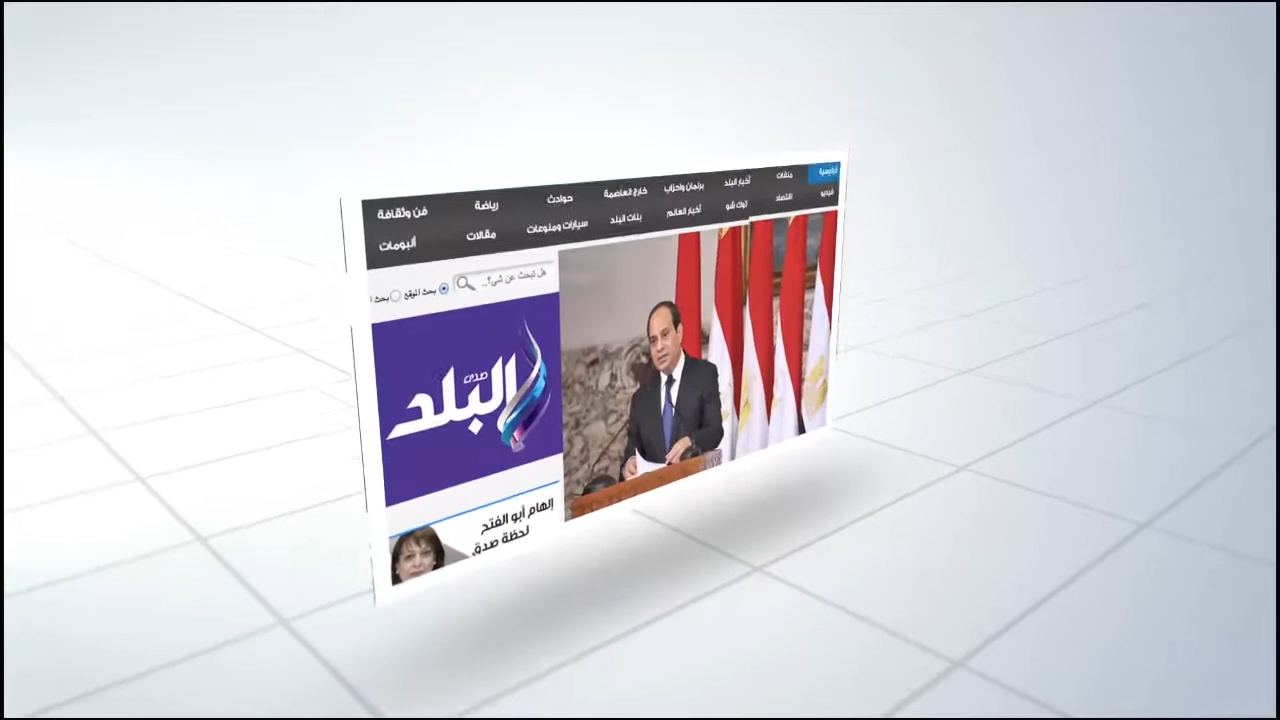 الرئيسية ملفات أخبار البلد برلمان وأحزاب خارج العاصمة حوادث رياضة فن وثقافة
فيديو اقتصاد توك شو أخبار العالم بنات البلد سيارات ومنوعات مقالات ألبومات
هل تبحث عن شئ؟..
بحث الموقع بحث ا
صدى
البلد
إلهام أبو الفتح
لحظة صدق